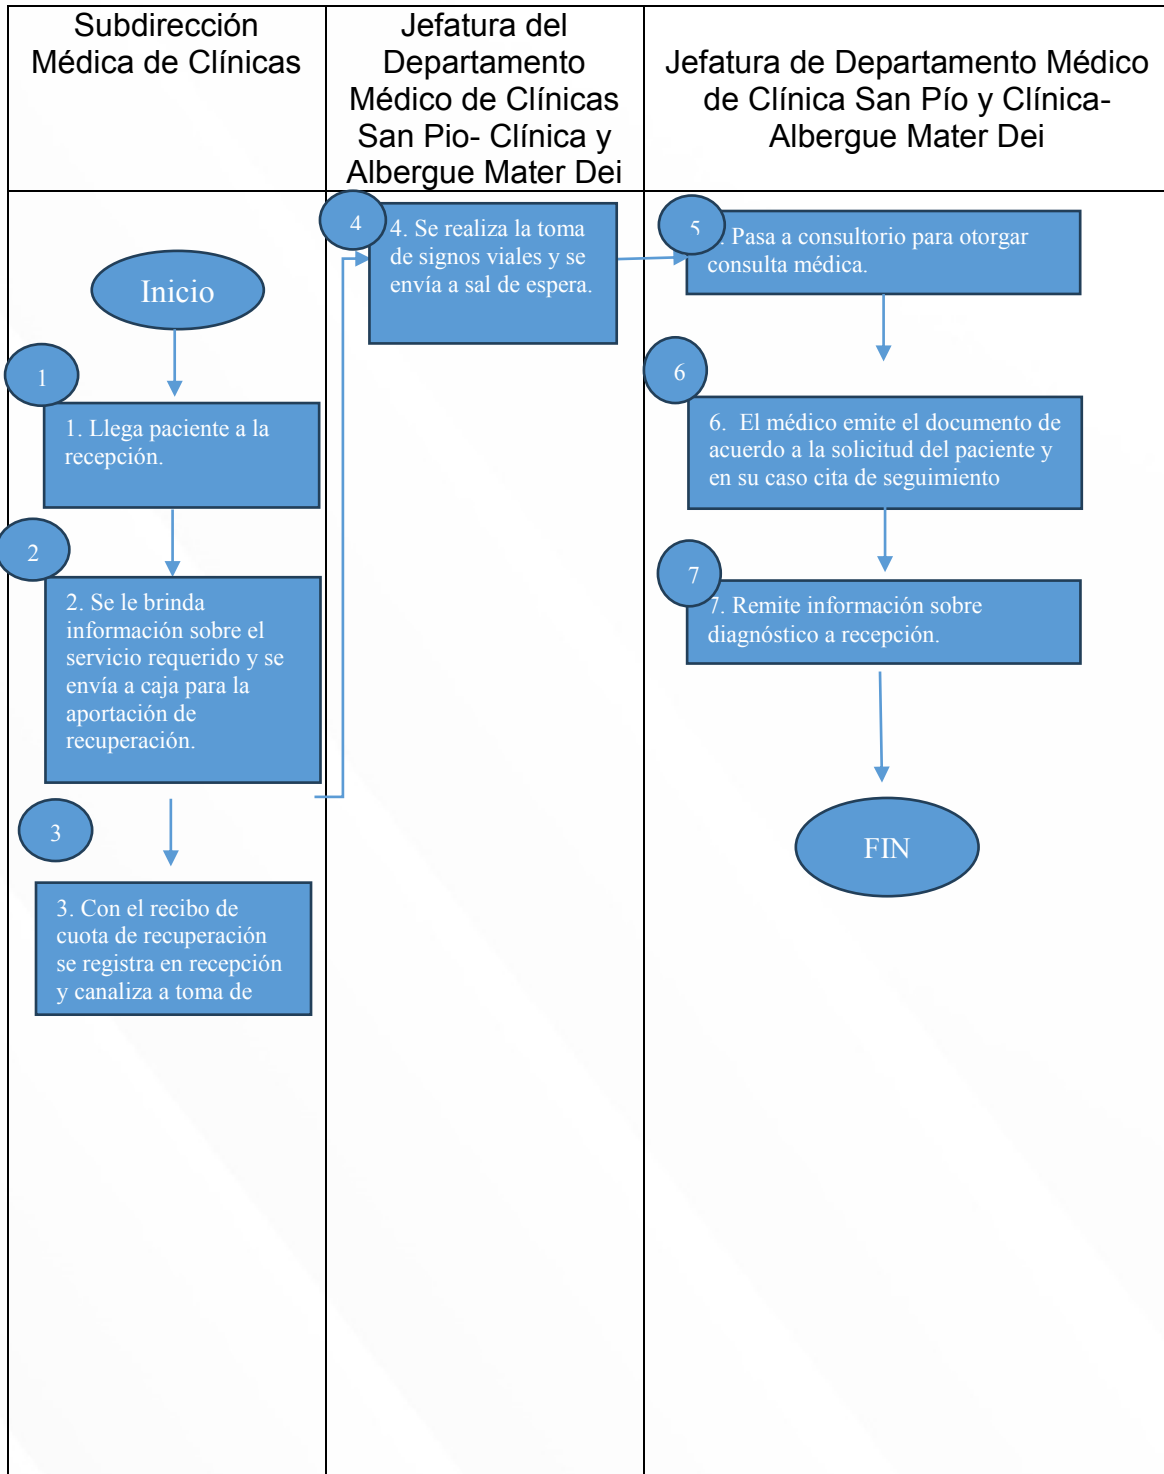 Subdirección
Médica de Clínicas
Jefatura del
Departamento
Médico de Clínicas
San Pio- Clínica y
Albergue Mater Dei
Jefatura de Departamento Médico
de Clínica San Pío y Clínica-
Albergue Mater Dei
Inicio
1
1. Llega paciente a la
recepción.
2
2. Se le brinda
información sobre el
servicio requerido y se
envía a caja para la
aportación de
recuperación.
3
3. Con el recibo de
cuota de recuperación
se registra en recepción
y canaliza a toma de
4
4. Se realiza la toma
de signos viales y se
envía a sal de espera.
5
. Pasa a consultorio para otorgar
consulta médica.
6
6. El médico emite el documento de
acuerdo a la solicitud del paciente y
en su caso cita de seguimiento
7
7. Remite información sobre
diagnóstico a recepción.
FIN